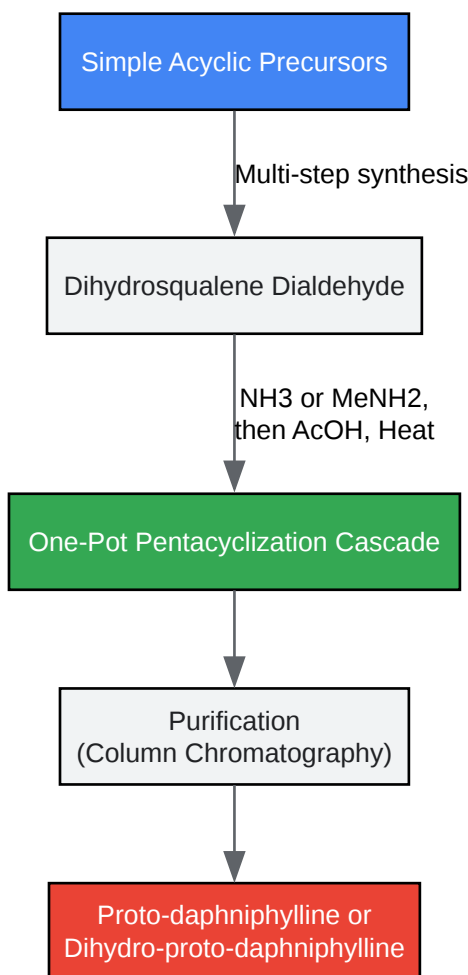 Simple Acyclic Precursors
Multi-step synthesis
Dihydrosqualene Dialdehyde
NH3 or MeNH2,
then AcOH, Heat
One-Pot Pentacyclization Cascade
Purification
(Column Chromatography)
Proto-daphniphylline or
Dihydro-proto-daphniphylline